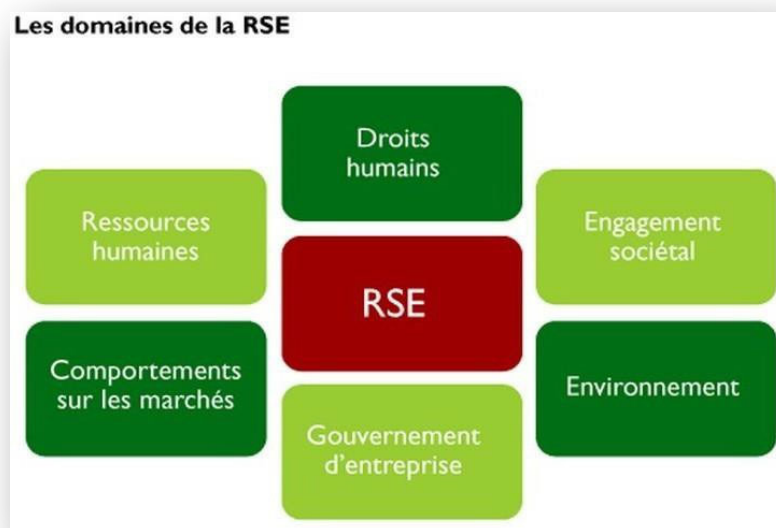 Les domaines de la RSE
Droits
humains
Ressources
humaines
Engagement
sociétal
RSE
Comportements
sur les marchés
Environnement
Gouvernement
d'entreprise